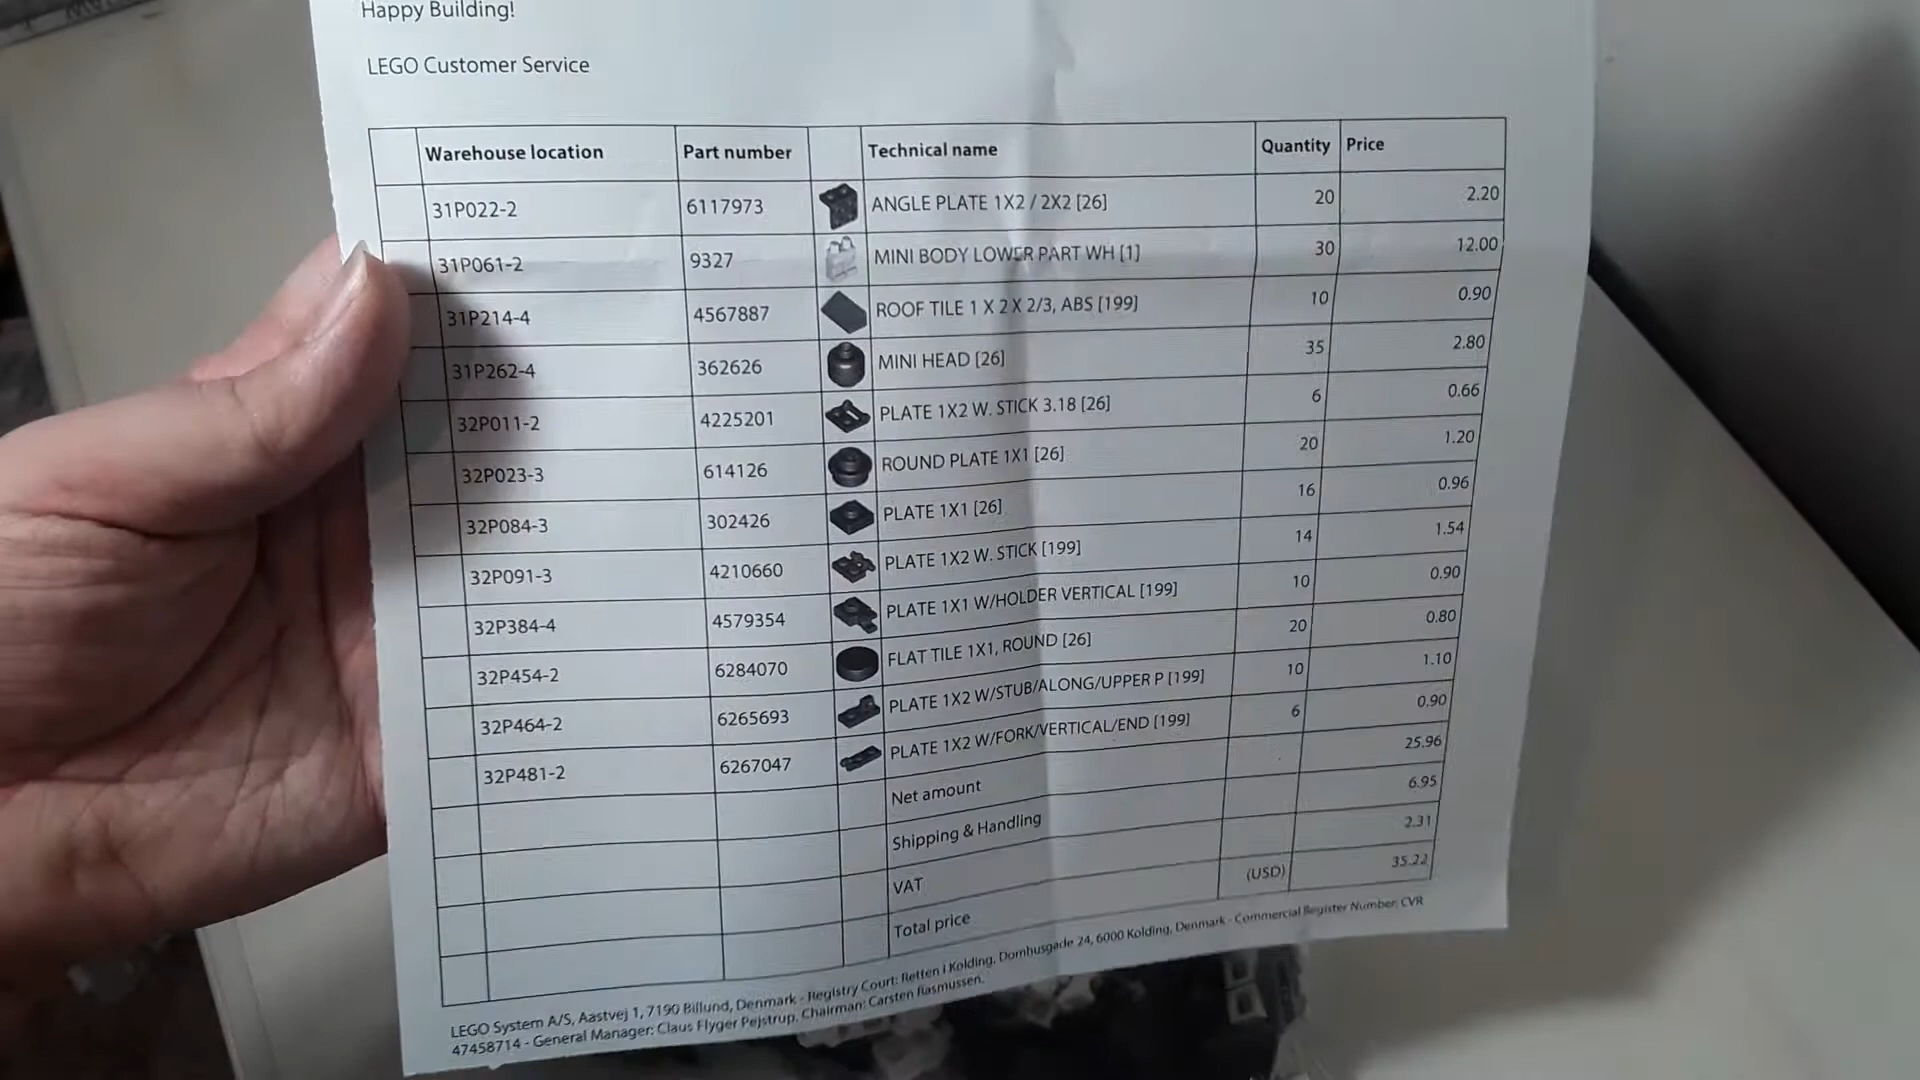 Happy Building!
LEGO Customer Service
Warehouse location Part number Technical name Quantity Price
31P022-2 6117973 ANGLE PLATE 1X2 / 2X2 [26] 20 2.20
31P061-2 9327 MINI BODY LOWER PART WH [1] 30 12.00
31P214-4 4567887 ROOF TILE 1 X 2 X 2/3, ABS [199] 10 0.90
31P262-4 362626 MINI HEAD [26] 35 2.80
32P011-2 4225201 PLATE 1X2 W. STICK 3.18 [26] 6 0.66
32P023-3 614126 ROUND PLATE 1X1 [26] 20 1.20
32P084-3 302426 PLATE 1X1 [26] 16 0.96
32P091-3 4210660 PLATE 1X2 W. STICK [199] 14 1.54
32P384-4 4579354 PLATE 1X1 W/HOLDER VERTICAL [199] 10 0.90
32P454-2 6284070 FLAT TILE 1X1, ROUND [26] 20 0.80
32P464-2 6265693 PLATE 1X2 W/STUB/ALONG/UPPER P [199] 10 1.10
32P481-2 6267047 PLATE 1X2 W/FORK/VERTICAL/END [199] 6 0.90
Net amount 25.96
Shipping & Handling 6.95
VAT 2.31
Total price (USD) 35.22
LEGO System A/S, Aastvej 1, 7190 Billund, Denmark - Registry Court: Retten i Kolding, Domhusgade 24, 6000 Kolding, Denmark - Commercial Register Number: CVR
47458714 - General Manager: Claus Flyger Pejstrup. Chairman: Carsten Rasmussen.